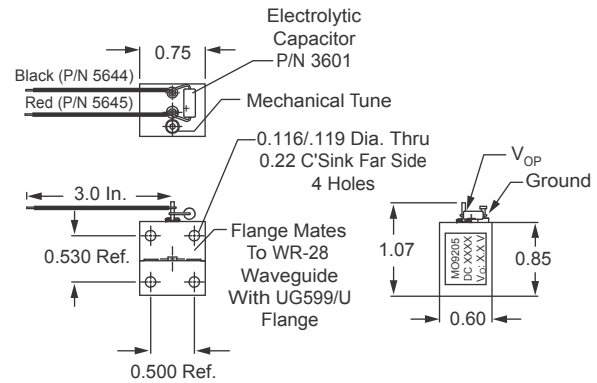 Electrolytic
Capacitor
P/N 3601
0.75
Black (P/N 5644)
Red (P/N 5645)
Mechanical Tune
0.116/.119 Dia. Thru
0.22 C'Sink Far Side
4 Holes
3.0 In.
0.530 Ref.
Flange Mates
To WR-28
Waveguide
With UG599/U
Flange
0.500 Ref.
VOP
Ground
1.07
MO9205
DC XXXX
VO: X.X V
0.85
0.60